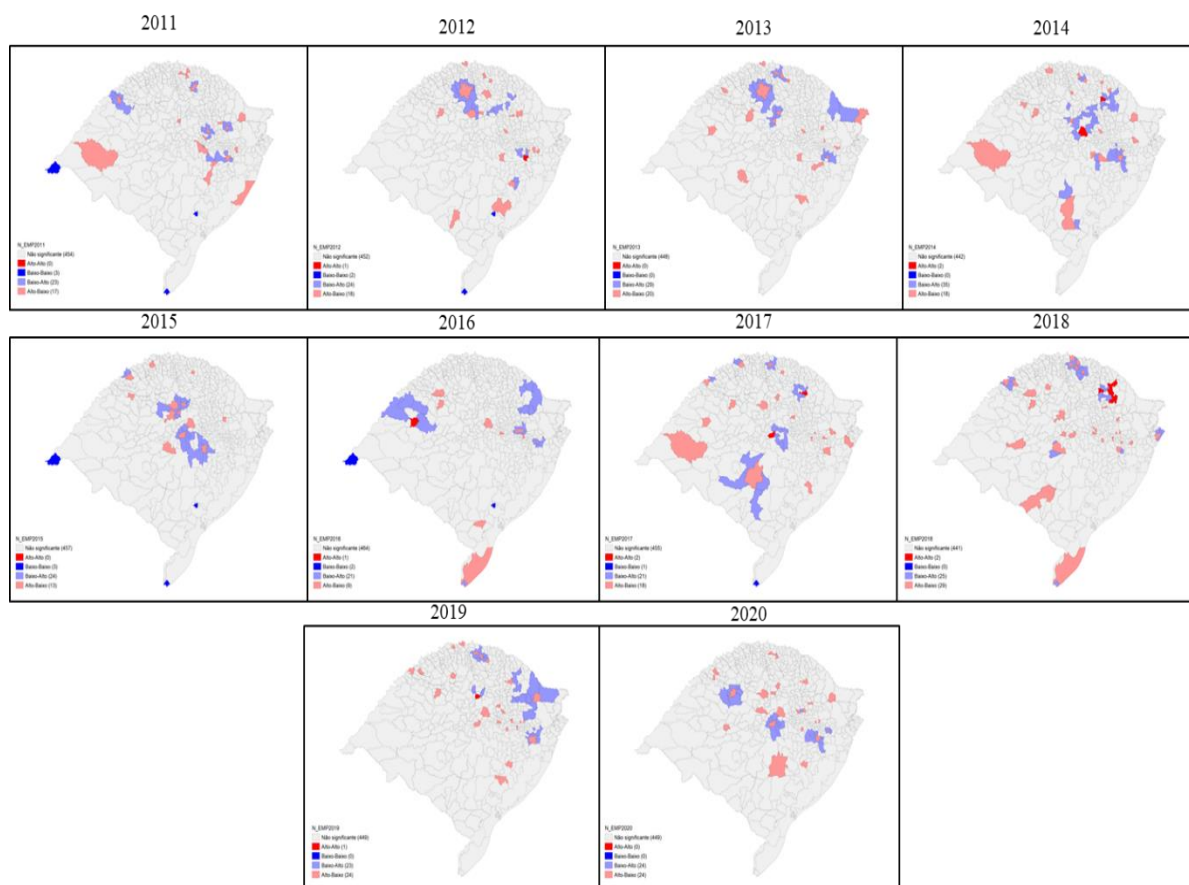 2011
2012
2013
2014
N_EMP2011
Não significante (454)
Alto-Alto (0)
Baixo-Baixo (3)
Baixo-Alto (23)
Alto-Baixo (17)
N_EMP2012
Não significante (452)
Alto-Alto (1)
Baixo-Baixo (2)
Baixo-Alto (24)
Alto-Baixo (18)
N_EMP2013
Não significante (448)
Alto-Alto (0)
Baixo-Baixo (0)
Baixo-Alto (29)
Alto-Baixo (20)
N_EMP2014
Não significante (442)
Alto-Alto (2)
Baixo-Baixo (0)
Baixo-Alto (35)
Alto-Baixo (18)
2015
2016
2017
2018
N_EMP2015
Não significante (457)
Alto-Alto (0)
Baixo-Baixo (3)
Baixo-Alto (24)
Alto-Baixo (13)
N_EMP2016
Não significante (464)
Alto-Alto (1)
Baixo-Baixo (2)
Baixo-Alto (21)
Alto-Baixo (9)
N_EMP2017
Não significante (455)
Alto-Alto (2)
Baixo-Baixo (1)
Baixo-Alto (21)
Alto-Baixo (18)
N_EMP2018
Não significante (441)
Alto-Alto (2)
Baixo-Baixo (0)
Baixo-Alto (25)
Alto-Baixo (29)
2019
2020
N_EMP2019
Não significante (449)
Alto-Alto (1)
Baixo-Baixo (0)
Baixo-Alto (23)
Alto-Baixo (24)
N_EMP2020
Não significante (449)
Alto-Alto (0)
Baixo-Baixo (0)
Baixo-Alto (24)
Alto-Baixo (24)